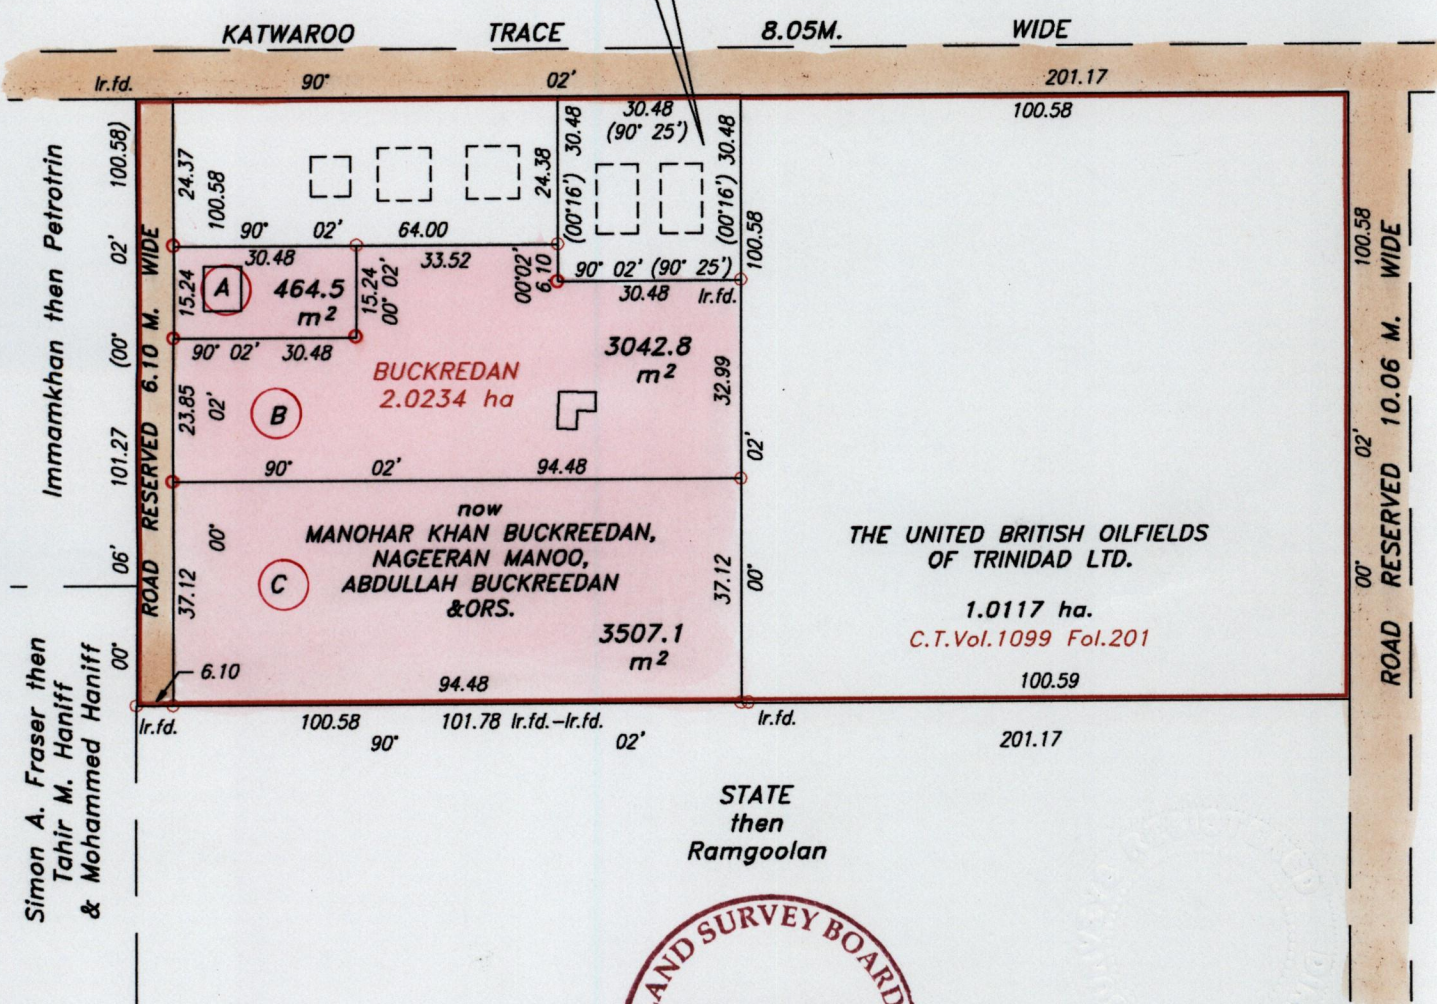 KATWAROO TRACE 8.05M. WIDE
Ir.fd. 90° 02' 201.17
30.48
(90° 25')
100.58
100.58)
24.37
100.58
24.38
(00°16') 30.48
(00°16') 30.48
100.58
90° 02' 64.00
30.48
33.52
02'
15.24
A
464.5
m²
15.24
00° 02'
00°02'
6.10
90° 02' (90° 25')
30.48
Ir.fd.
100.58
Immamkhan then Petrotrin
(00°
90° 02' 30.48
3042.8
m²
BUCKREDAN
2.0234 ha
32.99
B
23.85
02'
101.27
02'
02'
90° 02' 94.48
ROAD RESERVED 6.10 M. WIDE
ROAD RESERVED 10.06 M. WIDE
now
MANOHAR KHAN BUCKREEDAN,
NAGEERAN MANOO,
ABDULLAH BUCKREEDAN
&ORS.
THE UNITED BRITISH OILFIELDS
OF TRINIDAD LTD.
00°
06'
C
37.12
37.12
00°
00°
1.0117 ha.
C.T.Vol.1099 Fol.201
3507.1
m²
00°
6.10
94.48
100.59
Ir.fd.
100.58
101.78 Ir.fd.-Ir.fd.
Ir.fd.
90° 02' 201.17
Simon A. Fraser then
Tahir M. Haniff
& Mohammed Haniff
STATE
then
Ramgoolan
LAND SURVEY BOARD